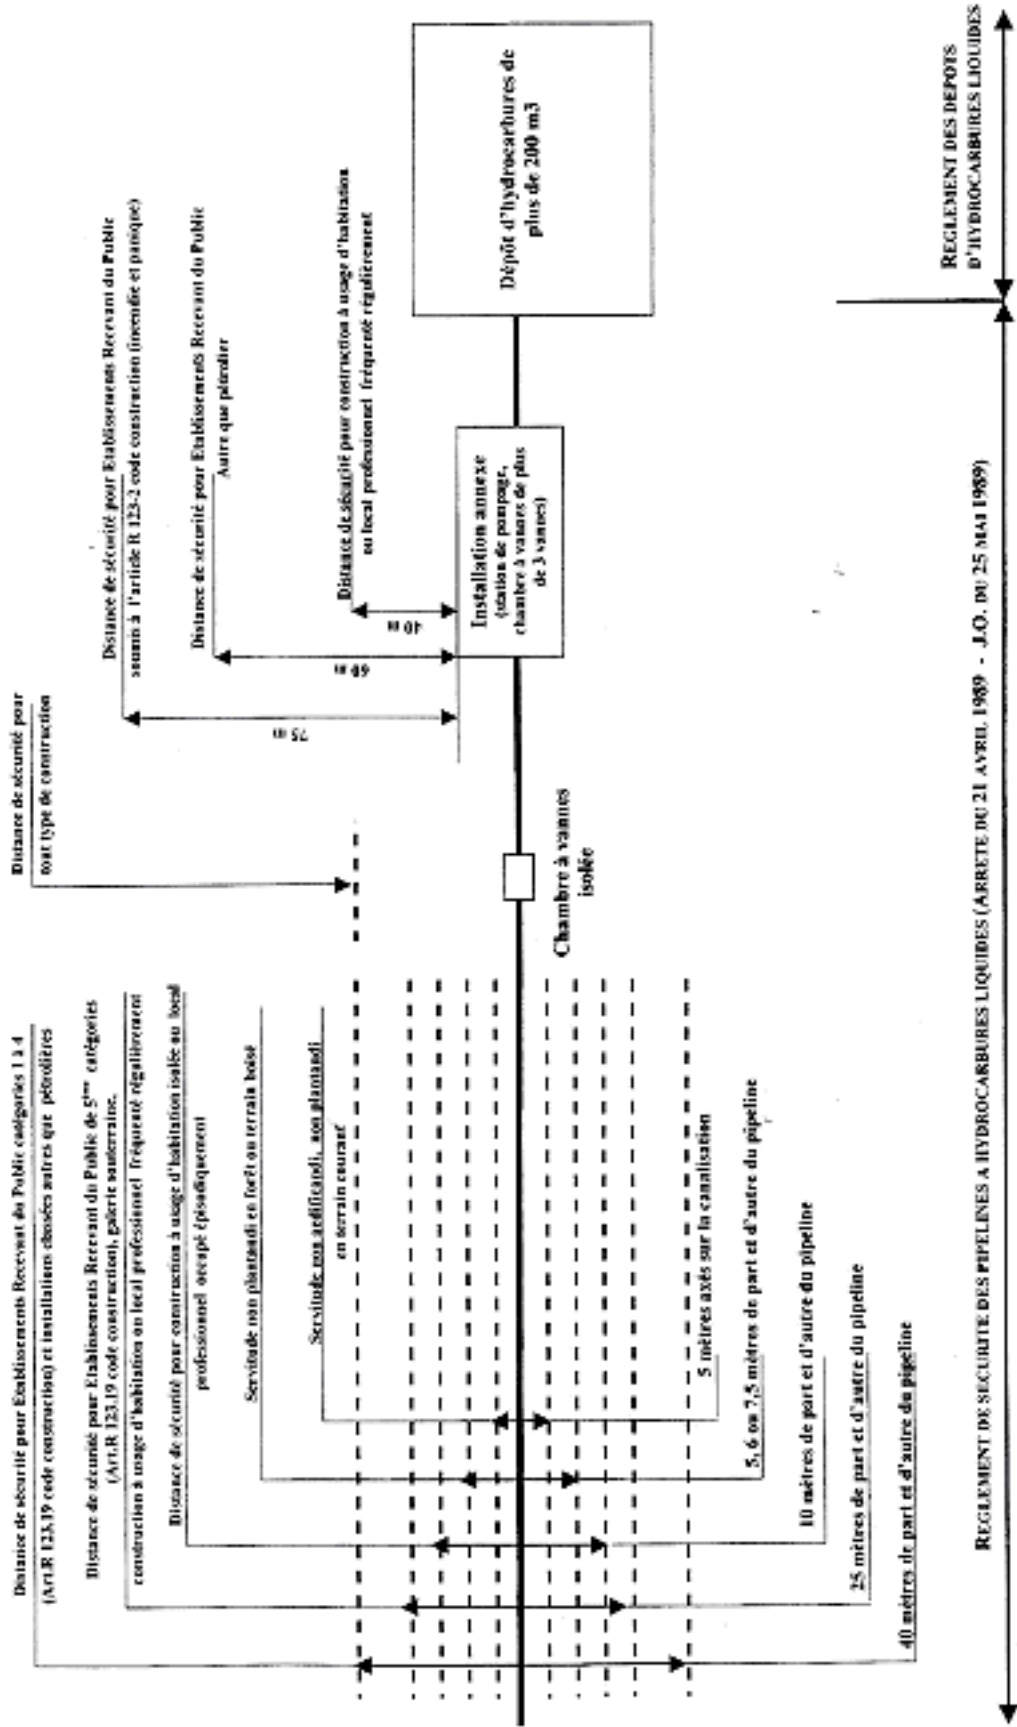 Distance de sécurité pour Etablissements Recevant du Public catégories 1 à 4
(Art.R 123.19 code construction) et installations classées autres que pétrolières
Distance de sécurité pour Etablissements Recevant du Public de 5ème catégories
(Art.R 123.19 code construction), galerie souterraine,
construction à usage d'habitation ou local professionnel fréquenté régulièrement
Distance de sécurité pour construction à usage d'habitation isolée ou local
professionnel occupé épisodiquement
Servitude non plantandi en forêt ou terrain boisé
Servitude non aedificandi, non plantandi
en terrain courant
5 mètres axés sur la canalisation
5, 6 ou 7,5 mètres de part et d'autre du pipeline
10 mètres de part et d'autre du pipeline
25 mètres de part et d'autre du pipeline
40 mètres de part et d'autre du pipeline
Distance de sécurité pour
tout type de construction
Chambre à vannes
isolée
Distance de sécurité pour Etablissements Recevant du Public
soumis à l'article R 123-2 code construction (incendie et panique)
Distance de sécurité pour Etablissements Recevant du Public
Autre que pétrolier
Distance de sécurité pour construction à usage d'habitation
ou local professionnel fréquenté régulièrement
75 m
60 m
40 m
Installation annexe
(station de pompage,
chambre à vannes de plus
de 3 vannes)
Dépôt d'hydrocarbures de
plus de 200 m3
REGLEMENT DE SECURITE DES PIPELINES A HYDROCARBURES LIQUIDES (ARRETE DU 21 AVRIL 1989 - J.O. DU 25 MAI 1989)
REGLEMENT DES DEPOTS
D'HYDROCARBURES LIQUIDES